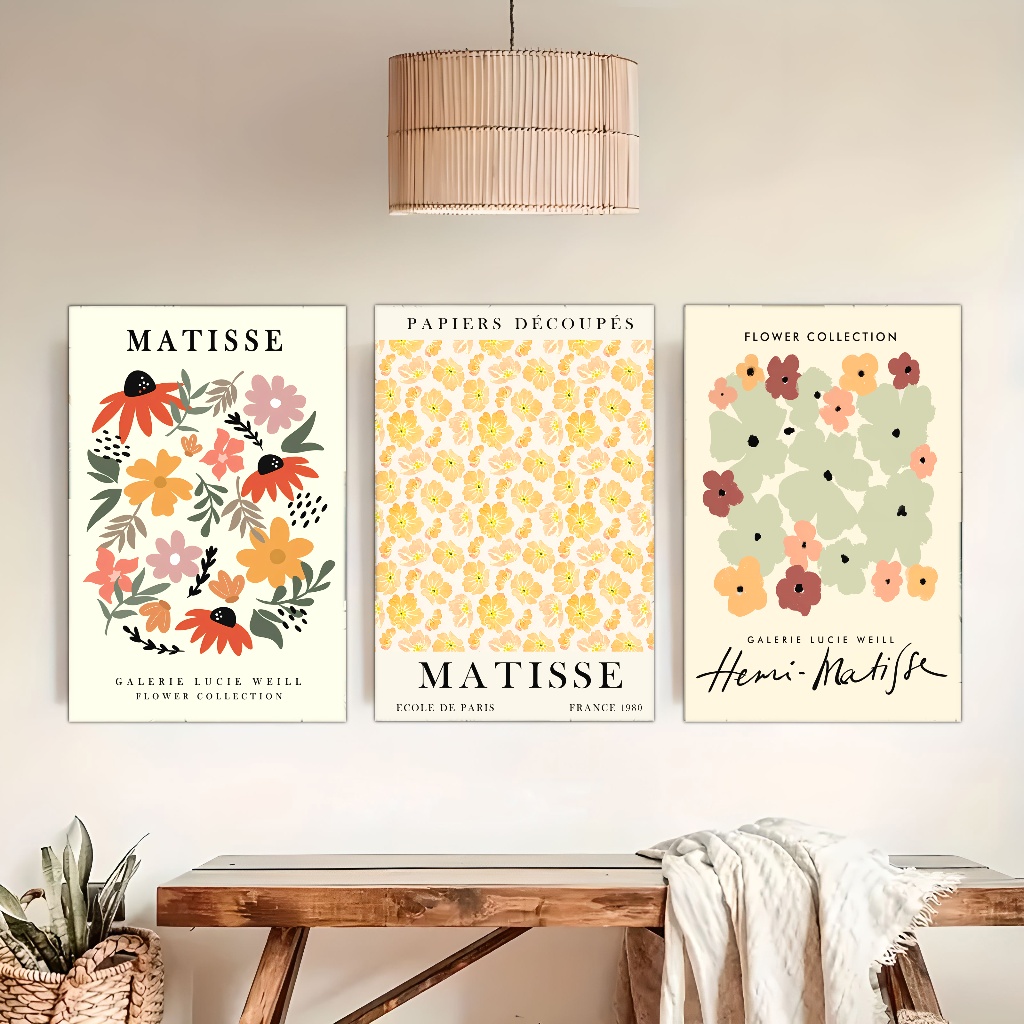 MATISSE
GALERIE LUCIE WEILL
FLOWER COLLECTION
PAPIERS DÉCOUPÉS
MATISSE
ECOLE DE PARIS FRANCE 1980
FLOWER COLLECTION
GALERIE LUCIE WEILL
Henri-Matisse